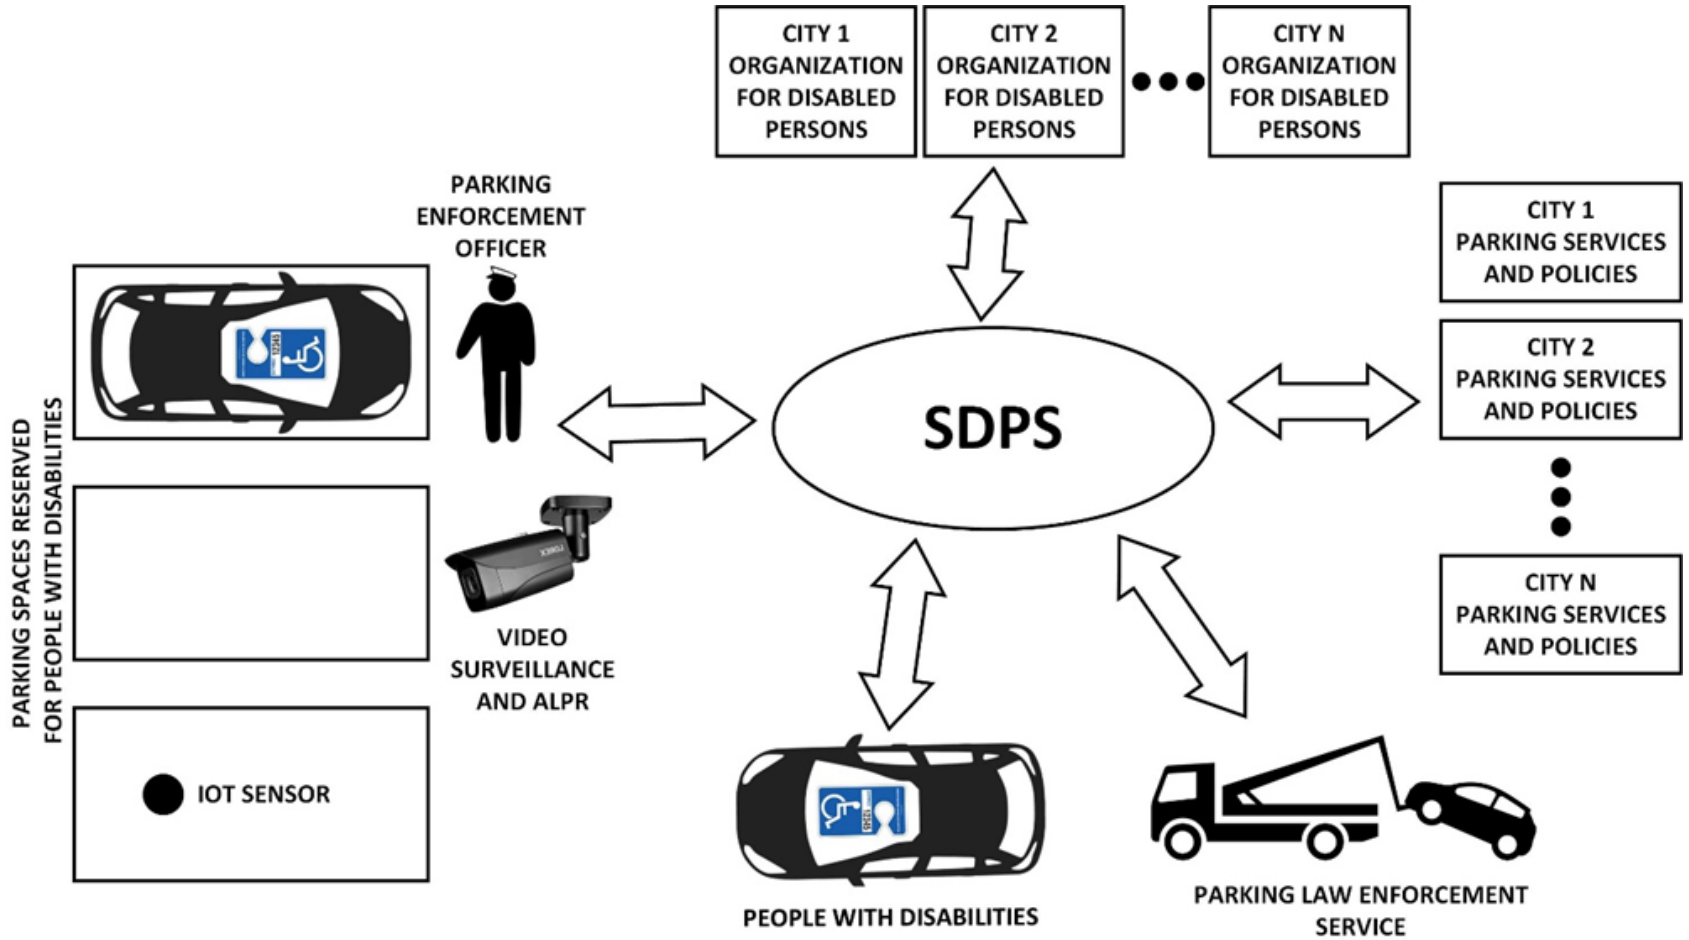 CITY 1
ORGANIZATION
FOR DISABLED
PERSONS
CITY 2
ORGANIZATION
FOR DISABLED
PERSONS
CITY N
ORGANIZATION
FOR DISABLED
PERSONS
PARKING
ENFORCEMENT
OFFICER
CITY 1
PARKING SERVICES
AND POLICIES
CITY 2
PARKING SERVICES
AND POLICIES
CITY N
PARKING SERVICES
AND POLICIES
SDPS
PARKING SPACES RESERVED
FOR PEOPLE WITH DISABILITIES
12345
VIDEO
SURVEILLANCE
AND ALPR
IOT SENSOR
12345
PEOPLE WITH DISABILITIES
PARKING LAW ENFORCEMENT
SERVICE